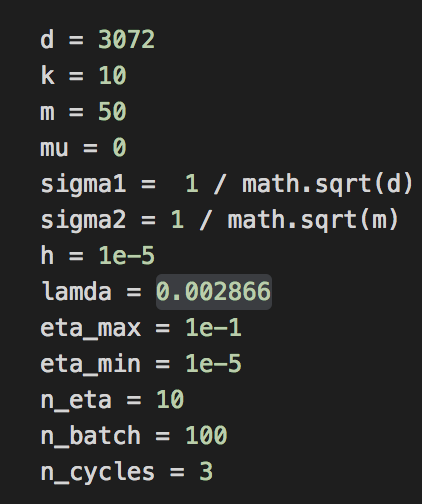 d = 3072
k = 10
m = 50
mu = 0
sigma1 =  1 / math.sqrt(d)
sigma2 = 1 / math.sqrt(m)
h = 1e-5
lamda = 0.002866
eta_max = 1e-1
eta_min = 1e-5
n_eta = 10
n_batch = 100
n_cycles = 3